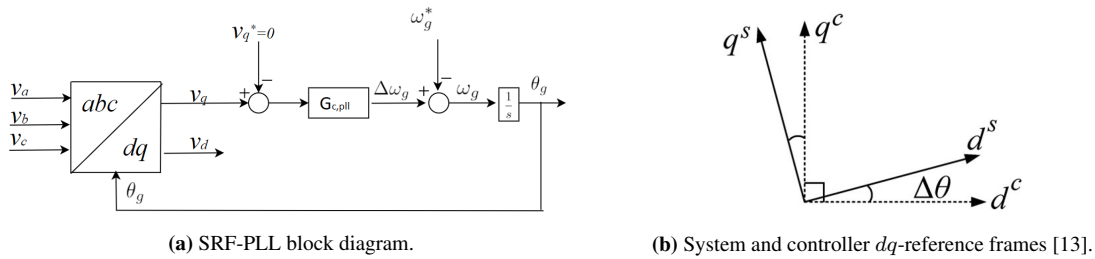 v_q^*=0
ω_g^*
v_a
v_b
v_c
abc
dq
v_q
v_d
+
−
G_{c,pll}
Δω_g
+
−
ω_g
1/s
θ_g
θ_g
q^s
q^c
d^s
Δθ
d^c
(a) SRF-PLL block diagram.
(b) System and controller dq-reference frames [13].